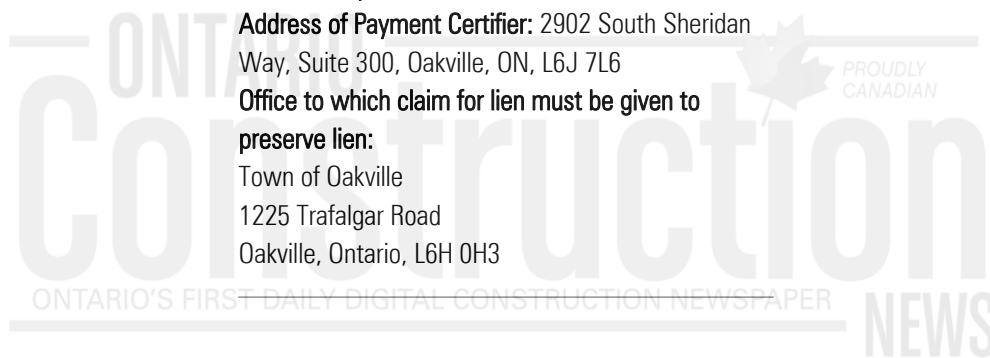 Address of Payment Certifier: 2902 South Sheridan
Way, Suite 300, Oakville, ON, L6J 7L6
Office to which claim for lien must be given to
preserve lien:
Town of Oakville
1225 Trafalgar Road
Oakville, Ontario, L6H 0H3
ONTARIO
PROUDLY
CANADIAN
Construction
ONTARIO'S FIRST DAILY DIGITAL CONSTRUCTION NEWSPAPER
NEWS